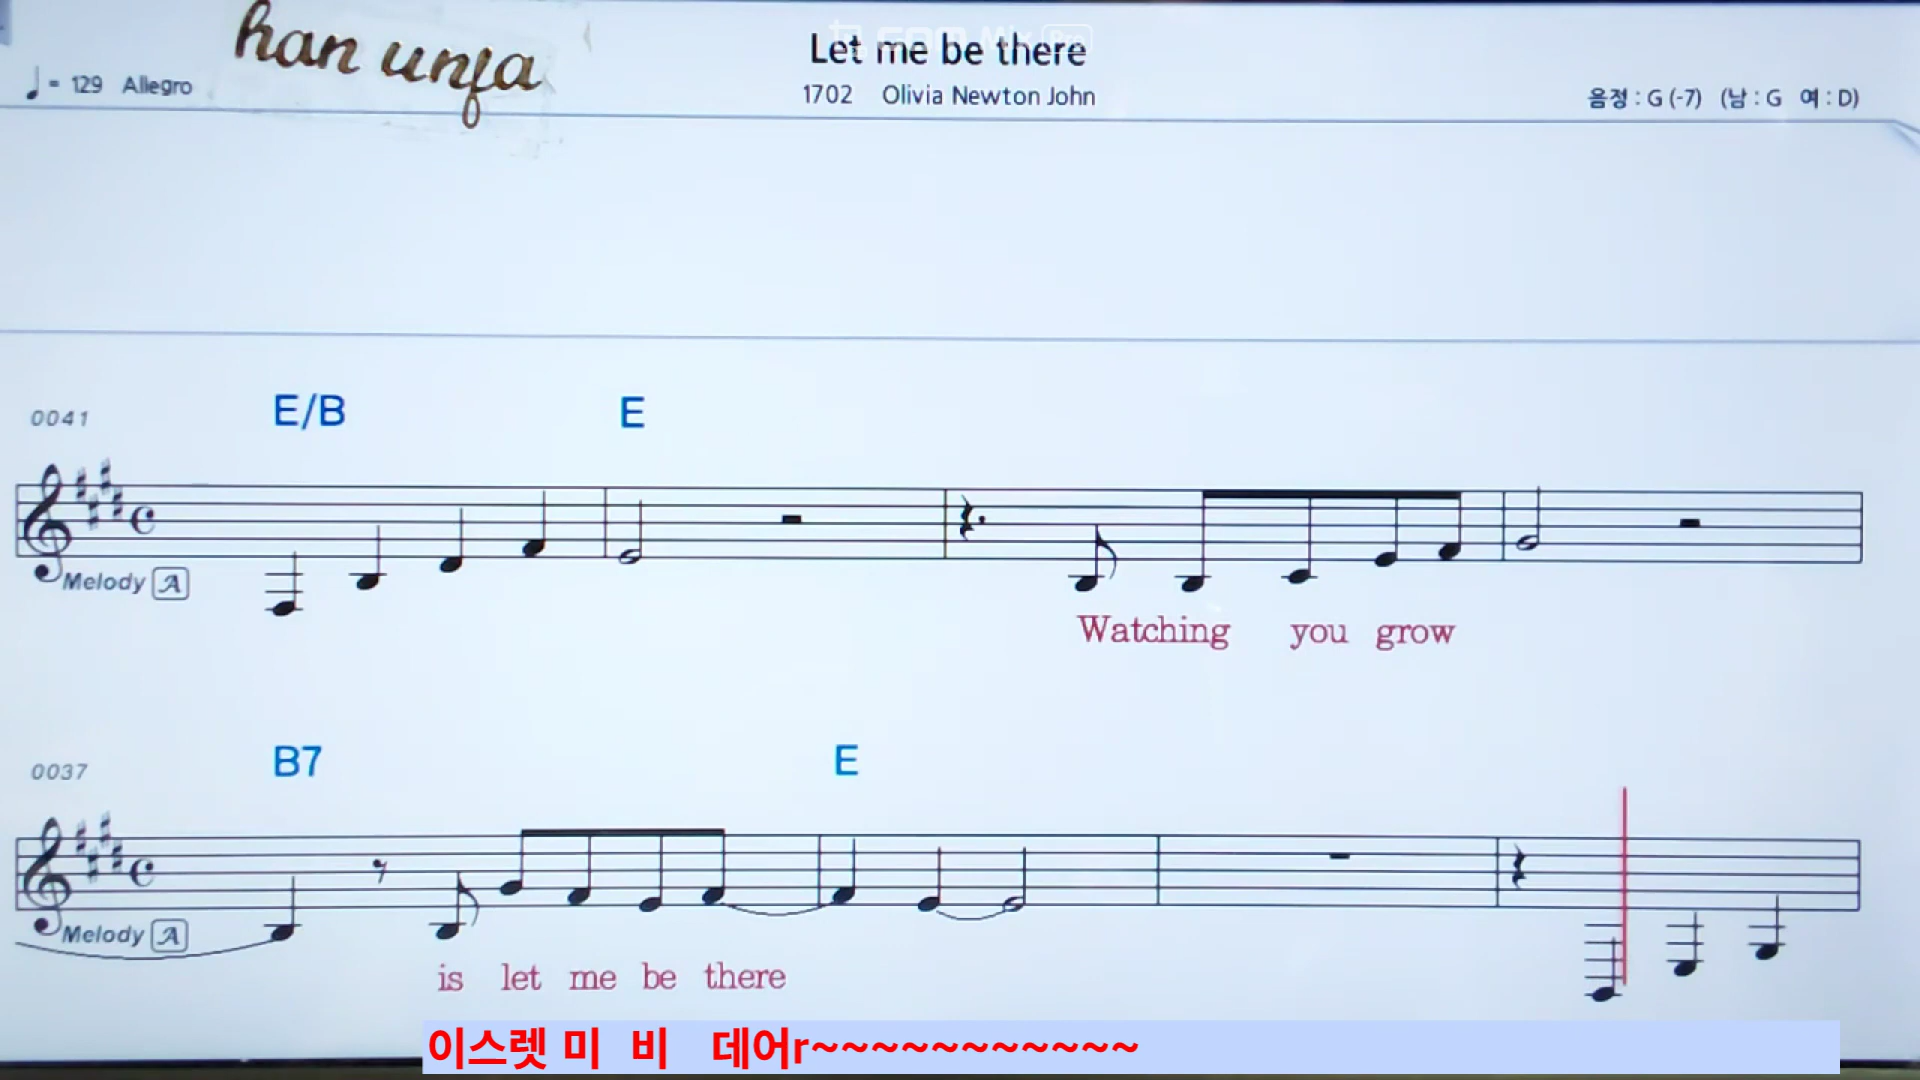 han unfa
Let me be there
♩= 129 Allegro
1702 Olivia Newton John
음정 : G (-7) (남 : G 여 : D)
0041 E/B E
Melody A
Watching you grow
0037 B7 E
Melody A
is let me be there
이스렛 미 비 데어r~~~~~~~~~~~